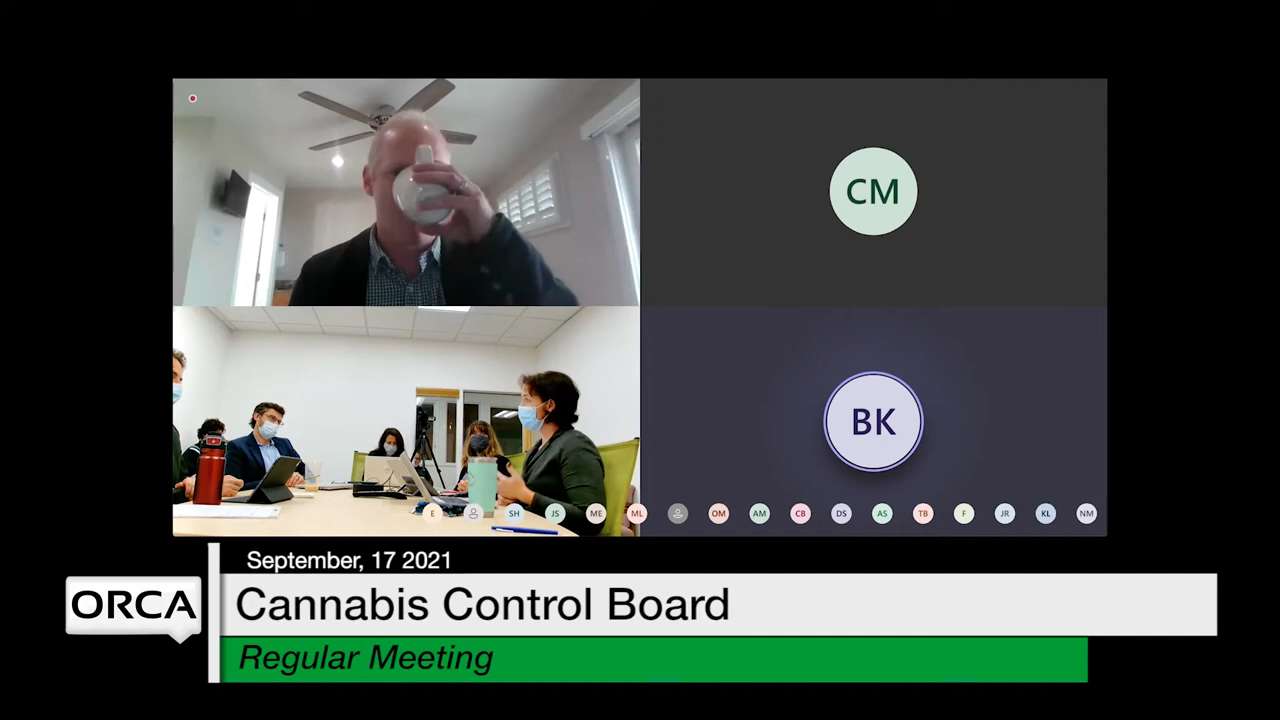 CM
BK
E
SH
JS
ME
ML
OM
AM
CB
DS
AS
TB
F
JR
KL
NM
September, 17 2021
ORCA
Cannabis Control Board
Regular Meeting